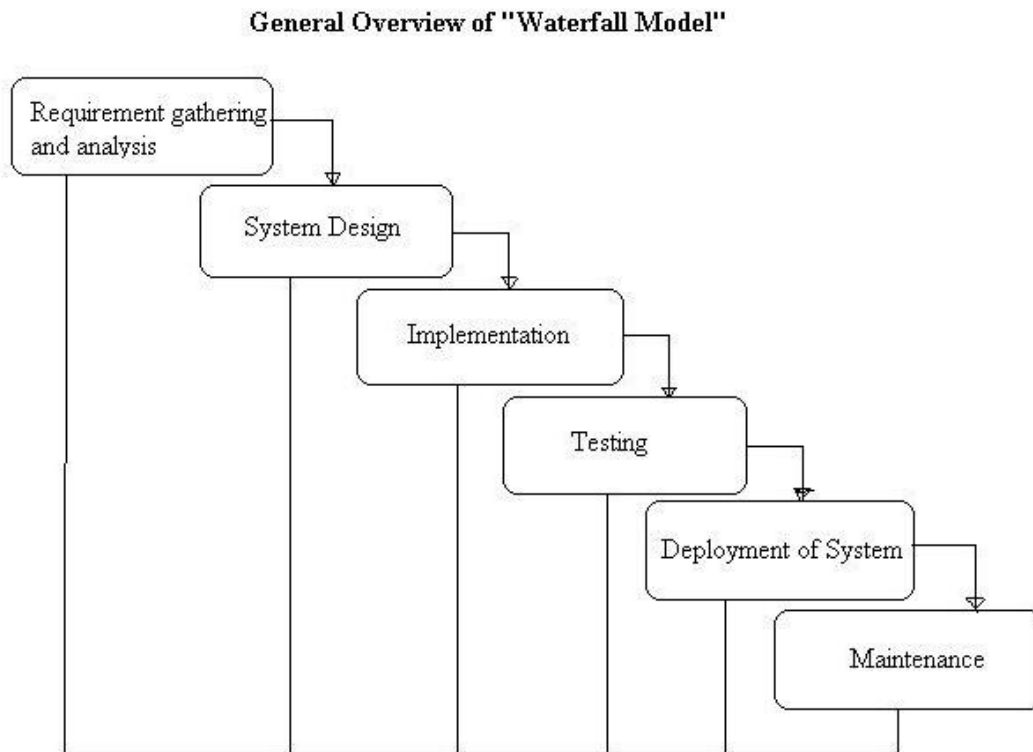 General Overview of "Waterfall Model"
Requirement gathering
and analysis
System Design
Implementation
Testing
Deployment of System
Maintenance